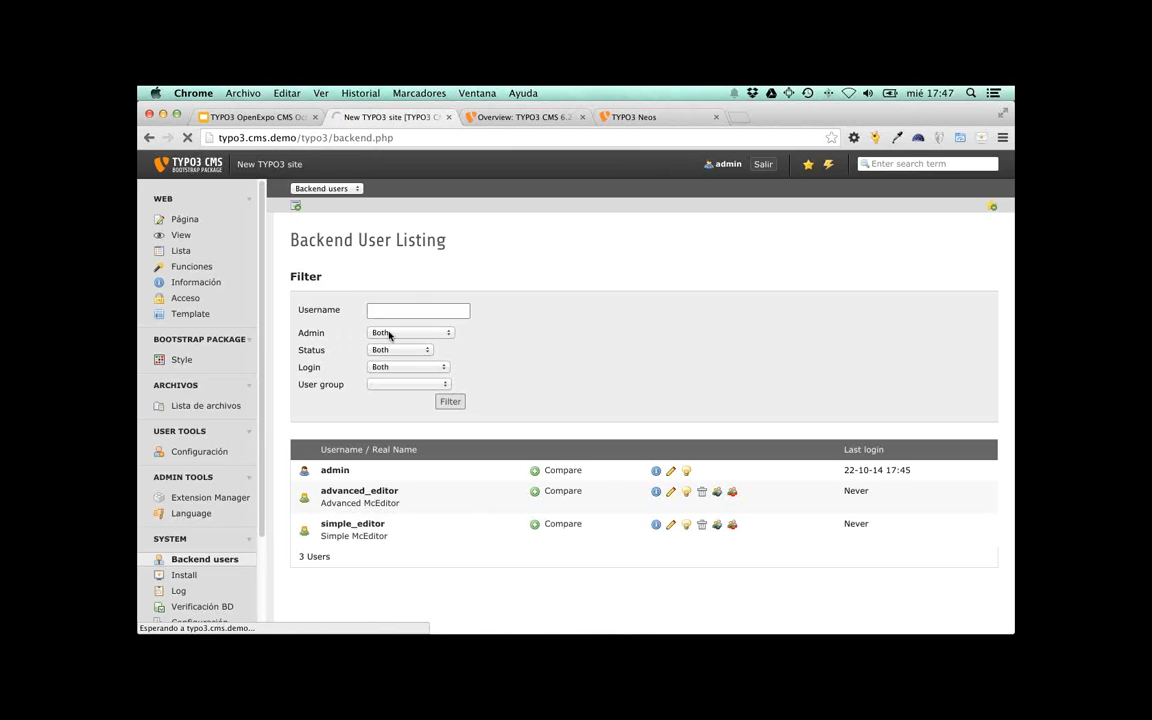 Chrome Archivo Editar Ver Historial Marcadores Ventana Ayuda mié 17:47
TYPO3 OpenExpo CMS Oc New TYPO3 site [TYPO3 C Overview: TYPO3 CMS 6.2 TYPO3 Neos
typo3.cms.demo/typo3/backend.php
TYPO3 CMS
BOOTSTRAP PACKAGE
New TYPO3 site
admin Salir Enter search term
Backend users
WEB
Página
View
Lista
Funciones
Información
Acceso
Template
BOOTSTRAP PACKAGE
Style
ARCHIVOS
Lista de archivos
USER TOOLS
Configuración
ADMIN TOOLS
Extension Manager
Language
SYSTEM
Backend users
Install
Log
Verificación BD
Esperando a typo3.cms.demo...
Backend User Listing
Filter
Username
Admin Both
Status Both
Login Both
User group
Filter
Username / Real Name Last login
admin Compare 22-10-14 17:45
advanced_editor Compare Never
Advanced McEditor
simple_editor Compare Never
Simple McEditor
3 Users